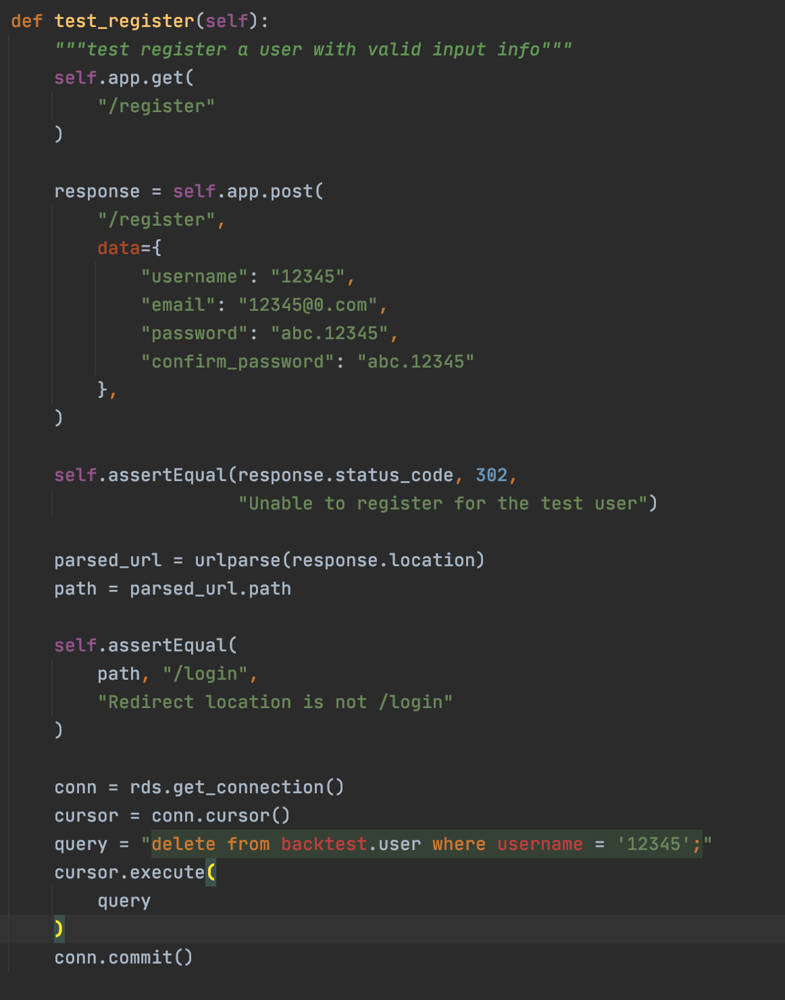 def test_register(self):
    """test register a user with valid input info"""
    self.app.get(
        "/register"
    )

    response = self.app.post(
        "/register",
        data={
            "username": "12345",
            "email": "12345@0.com",
            "password": "abc.12345",
            "confirm_password": "abc.12345"
        },
    )

    self.assertEqual(response.status_code, 302,
                     "Unable to register for the test user")

    parsed_url = urlparse(response.location)
    path = parsed_url.path

    self.assertEqual(
        path, "/login",
        "Redirect location is not /login"
    )

    conn = rds.get_connection()
    cursor = conn.cursor()
    query = "delete from backtest.user where username = '12345';"
    cursor.execute(
        query
    )
    conn.commit()